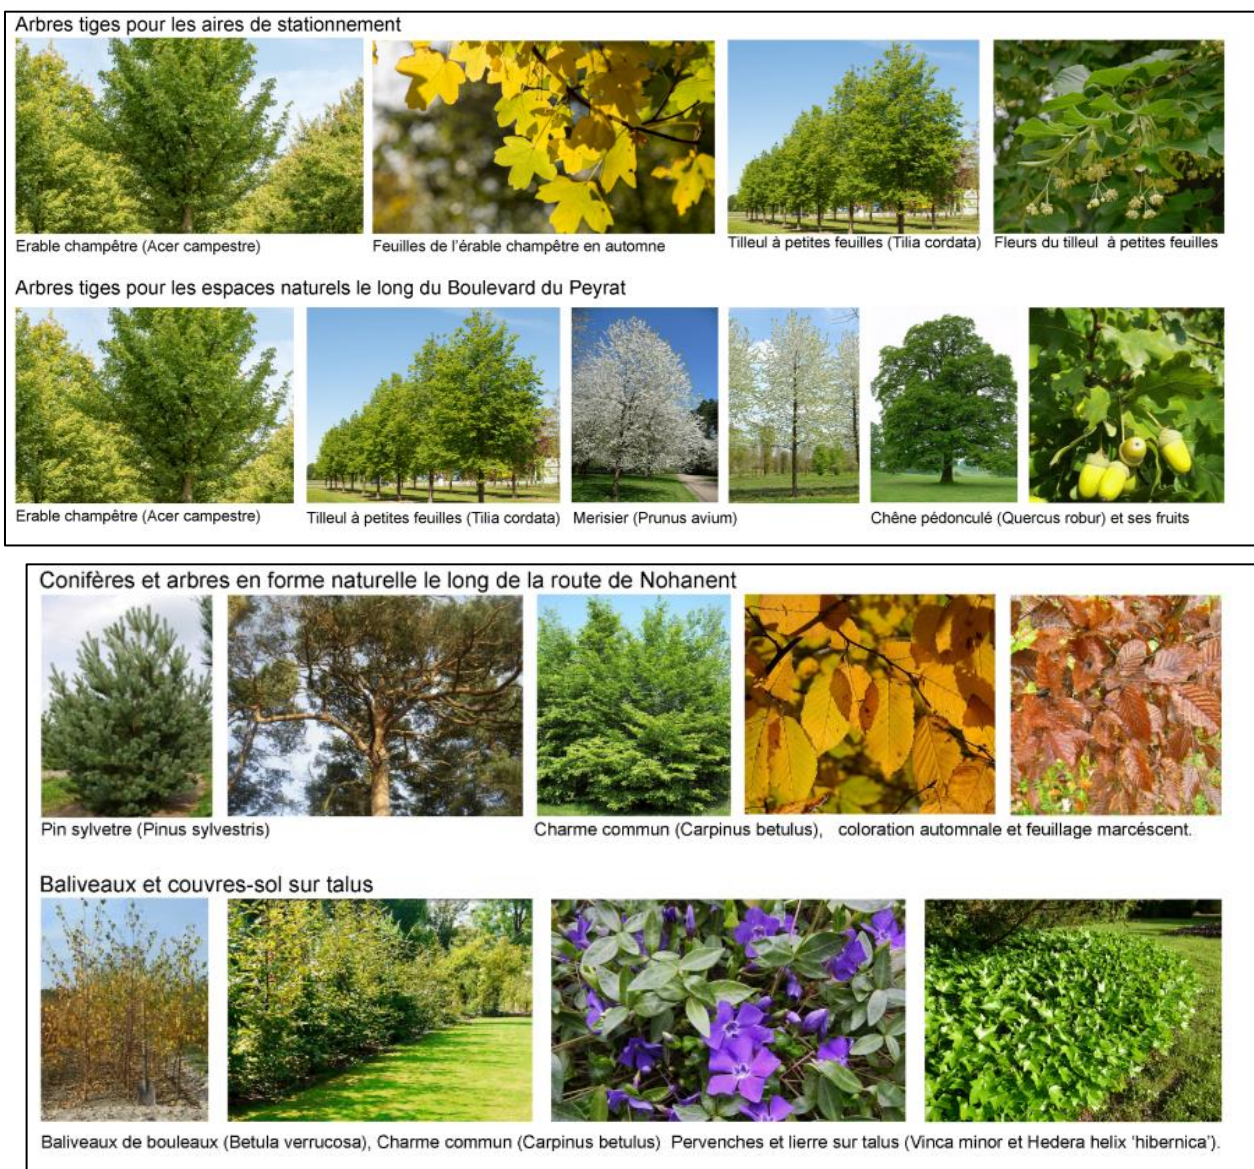 Arbres tiges pour les aires de stationnement
Erable champêtre (Acer campestre)
Feuilles de l'érable champêtre en automne
Tilleul à petites feuilles (Tilia cordata)
Fleurs du tilleul à petites feuilles
Arbres tiges pour les espaces naturels le long du Boulevard du Peyrat
Erable champêtre (Acer campestre)
Tilleul à petites feuilles (Tilia cordata)
Merisier (Prunus avium)
Chêne pédonculé (Quercus robur) et ses fruits
Conifères et arbres en forme naturelle le long de la route de Nohanent
Pin sylvetre (Pinus sylvestris)
Charme commun (Carpinus betulus), coloration automnale et feuillage marcéscent.
Baliveaux et couvres-sol sur talus
Baliveaux de bouleaux (Betula verrucosa), Charme commun (Carpinus betulus) Pervenches et lierre sur talus (Vinca minor et Hedera helix 'hibernica').